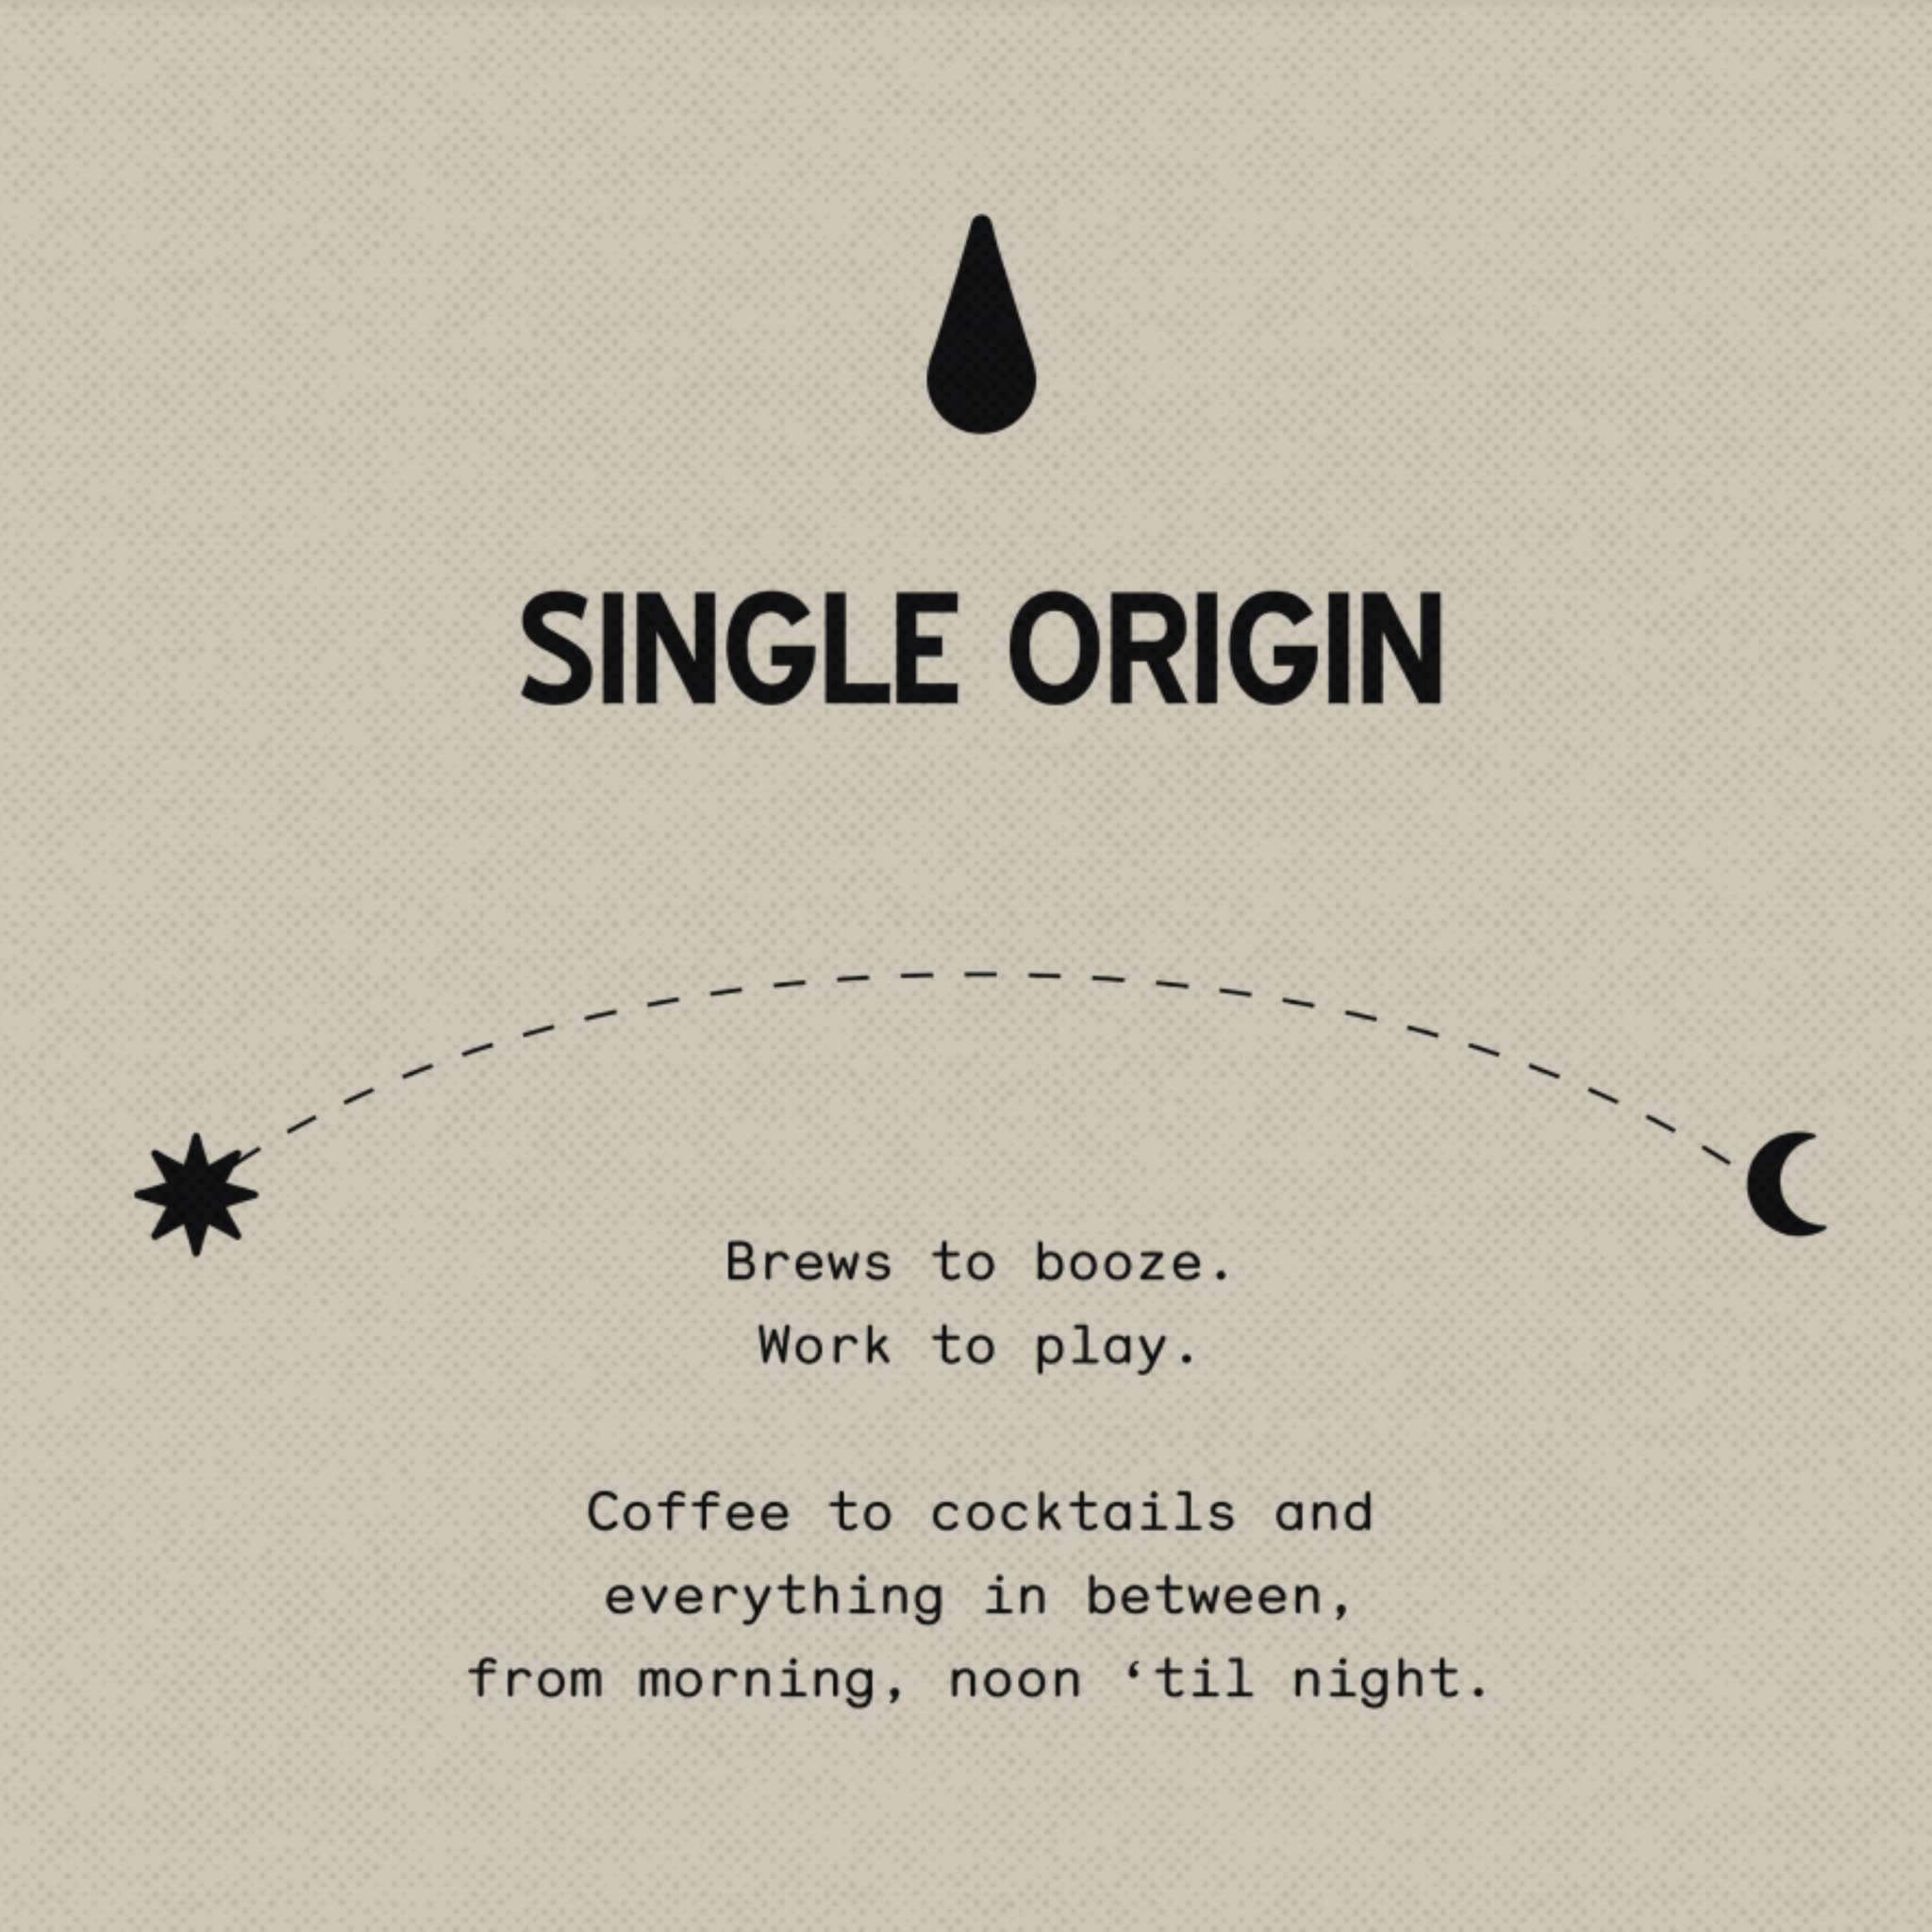 SINGLE ORIGIN
Brews to booze.
Work to play.
Coffee to cocktails and
everything in between,
from morning, noon ‘til night.